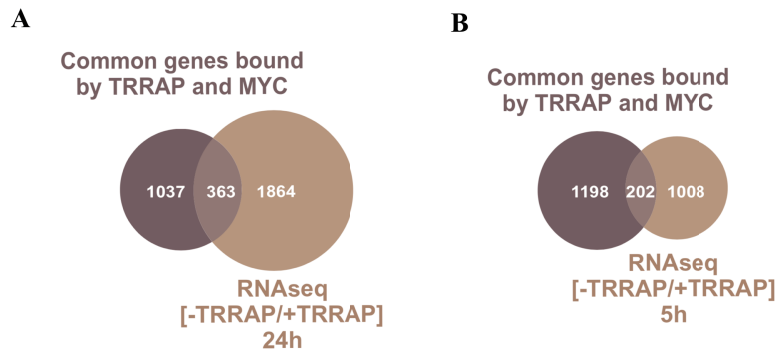 A
Common genes bound
by TRRAP and MYC
1037 363 1864
RNAseq
[-TRRAP/+TRRAP]
24h
B
Common genes bound
by TRRAP and MYC
1198 202 1008
RNAseq
[-TRRAP/+TRRAP]
5h